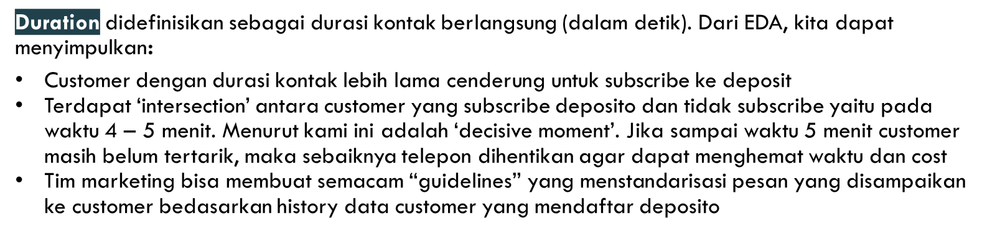 Duration didefinisikan sebagai durasi kontak berlangsung (dalam detik). Dari EDA, kita dapat
menyimpulkan:
• Customer dengan durasi kontak lebih lama cenderung untuk subscribe ke deposit
• Terdapat ‘intersection’ antara customer yang subscribe deposito dan tidak subscribe yaitu pada
waktu 4 – 5 menit. Menurut kami ini adalah ‘decisive moment’. Jika sampai waktu 5 menit customer
masih belum tertarik, maka sebaiknya telepon dihentikan agar dapat menghemat waktu dan cost
• Tim marketing bisa membuat semacam “guidelines” yang menstandarisasi pesan yang disampaikan
ke customer bedasarkan history data customer yang mendaftar deposito